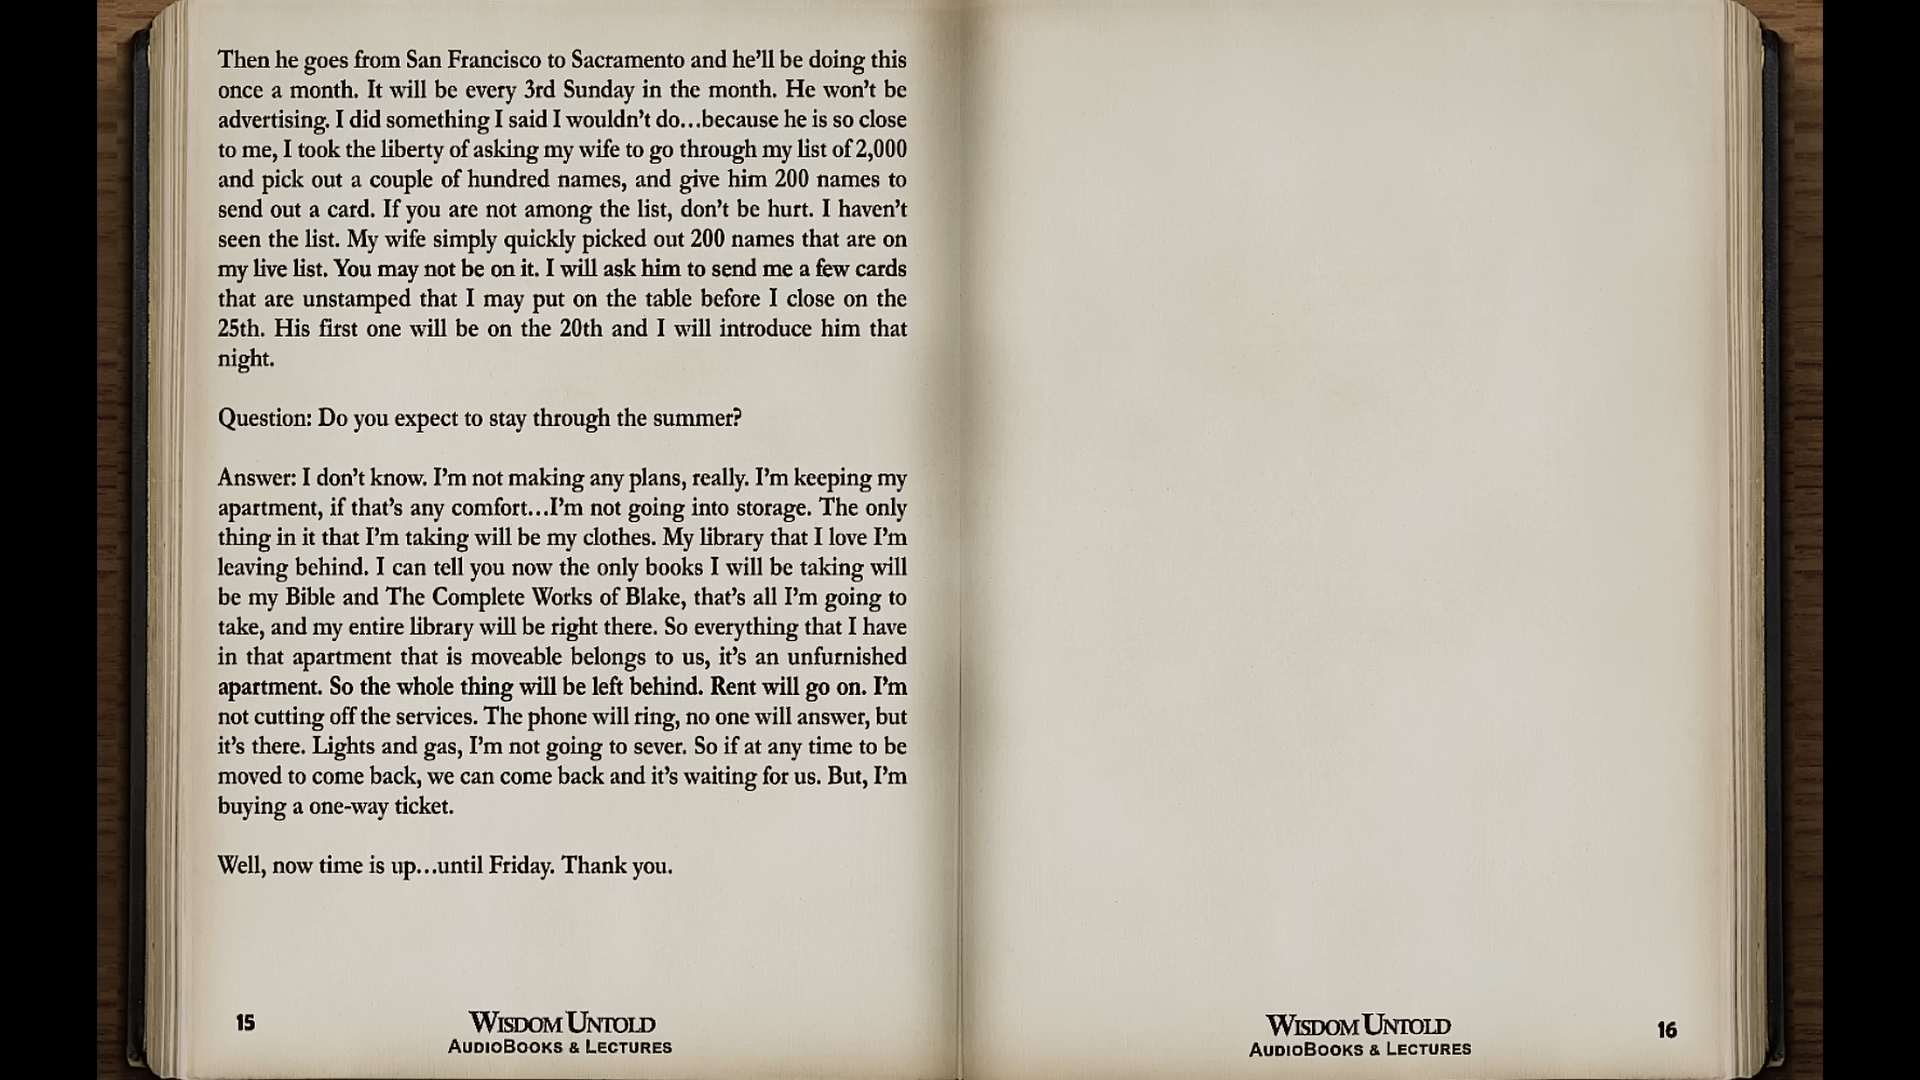 Then he goes from San Francisco to Sacramento and he’ll be doing this
once a month. It will be every 3rd Sunday in the month. He won’t be
advertising. I did something I said I wouldn’t do…because he is so close
to me, I took the liberty of asking my wife to go through my list of 2,000
and pick out a couple of hundred names, and give him 200 names to
send out a card. If you are not among the list, don’t be hurt. I haven’t
seen the list. My wife simply quickly picked out 200 names that are on
my live list. You may not be on it. I will ask him to send me a few cards
that are unstamped that I may put on the table before I close on the
25th. His first one will be on the 20th and I will introduce him that
night.
Question: Do you expect to stay through the summer?
Answer: I don’t know. I’m not making any plans, really. I’m keeping my
apartment, if that’s any comfort…I’m not going into storage. The only
thing in it that I’m taking will be my clothes. My library that I love I’m
leaving behind. I can tell you now the only books I will be taking will
be my Bible and The Complete Works of Blake, that’s all I’m going to
take, and my entire library will be right there. So everything that I have
in that apartment that is moveable belongs to us, it’s an unfurnished
apartment. So the whole thing will be left behind. Rent will go on. I’m
not cutting off the services. The phone will ring, no one will answer, but
it’s there. Lights and gas, I’m not going to sever. So if at any time to be
moved to come back, we can come back and it’s waiting for us. But, I’m
buying a one-way ticket.
Well, now time is up…until Friday. Thank you.
15
WISDOM UNTOLD
AUDIOBOOKS & LECTURES
WISDOM UNTOLD
AUDIOBOOKS & LECTURES
16